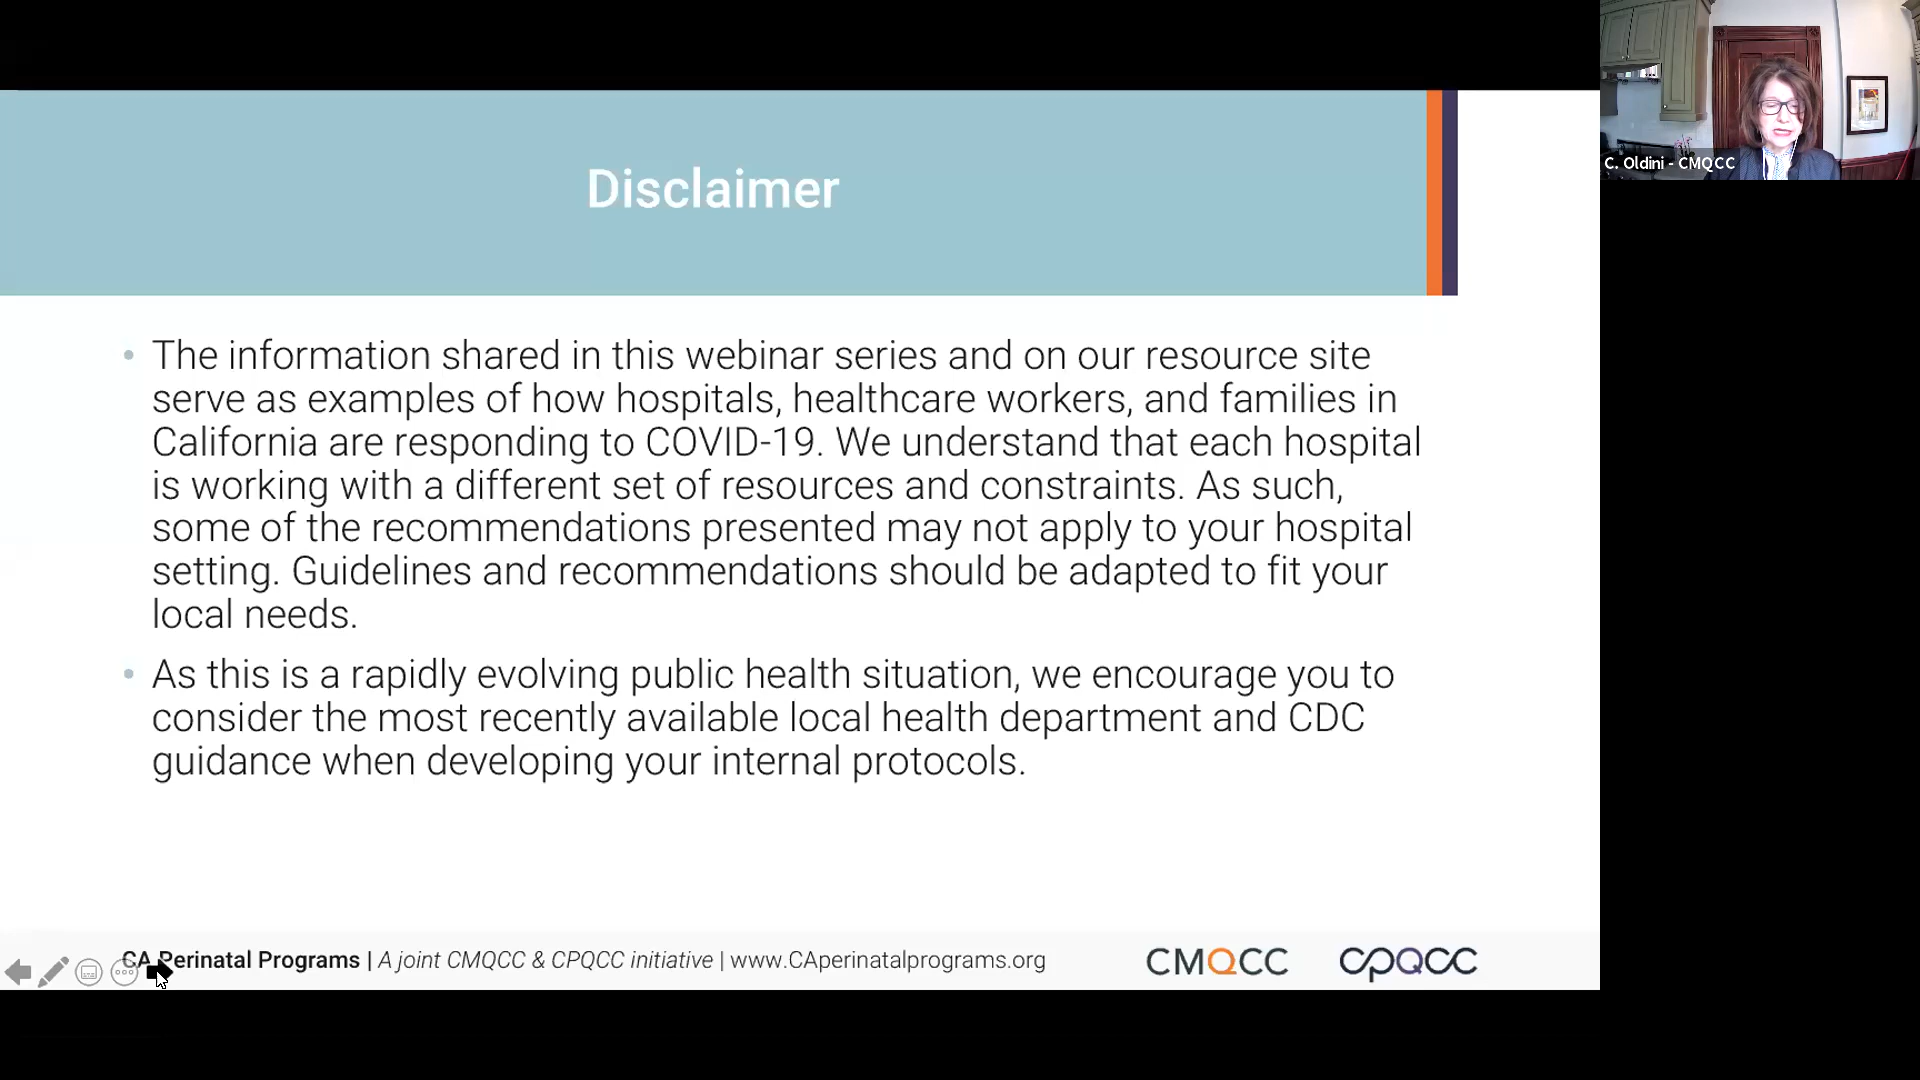 Disclaimer
C. Oldini - CMQCC
• The information shared in this webinar series and on our resource site
serve as examples of how hospitals, healthcare workers, and families in
California are responding to COVID-19. We understand that each hospital
is working with a different set of resources and constraints. As such,
some of the recommendations presented may not apply to your hospital
setting. Guidelines and recommendations should be adapted to fit your
local needs.
• As this is a rapidly evolving public health situation, we encourage you to
consider the most recently available local health department and CDC
guidance when developing your internal protocols.
CA Perinatal Programs | A joint CMQCC & CPQCC initiative | www.CAperinatalprograms.org
CMQCC CPQCC